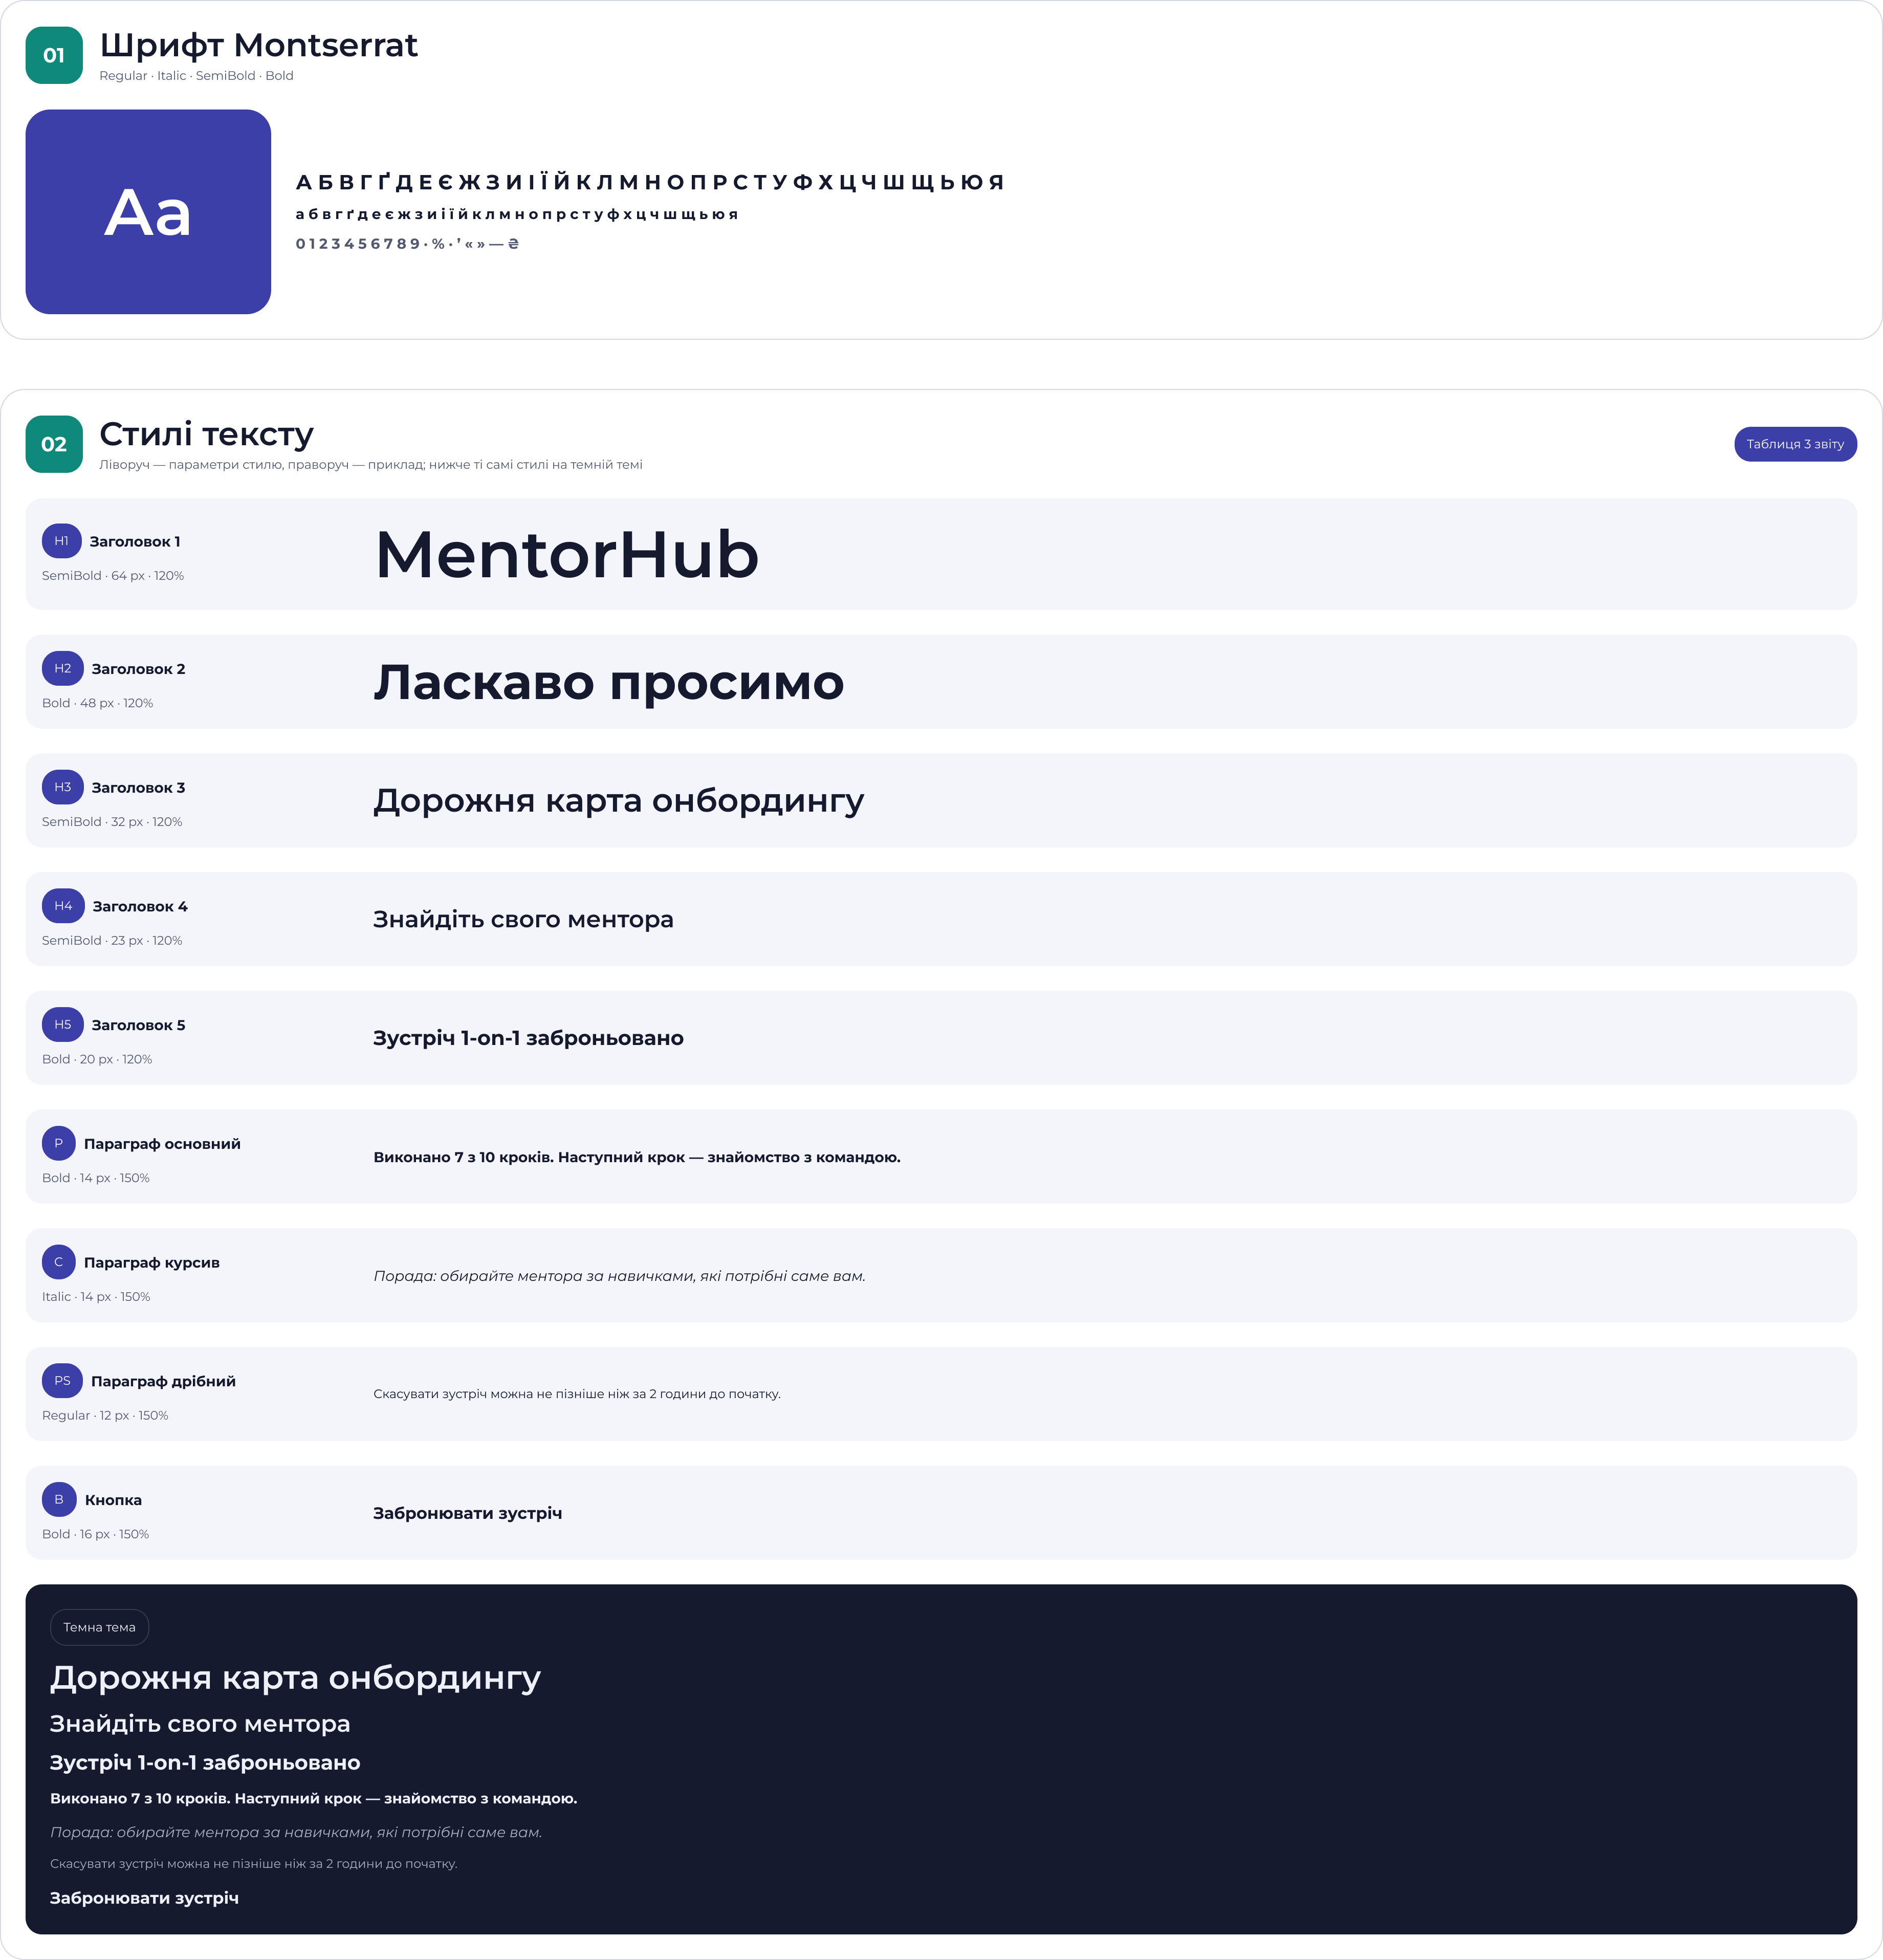 01
Шрифт Montserrat
Regular · Italic · SemiBold · Bold
Aa
А Б В Г Ґ Д Е Є Ж З И І Ї Й К Л М Н О П Р С Т У Ф Х Ц Ч Ш Щ Ь Ю Я
а б в г ґ д е є ж з и і ї й к л м н о п р с т у ф х ц ч ш щ ь ю я
0 1 2 3 4 5 6 7 8 9 · % · ’ « » — ₴
02
Стилі тексту
Ліворуч — параметри стилю, праворуч — приклад; нижче ті самі стилі на темній темі
Таблиця 3 звіту
H1 Заголовок 1
SemiBold · 64 px · 120%
MentorHub
H2 Заголовок 2
Bold · 48 px · 120%
Ласкаво просимо
H3 Заголовок 3
SemiBold · 32 px · 120%
Дорожня карта онбордингу
H4 Заголовок 4
SemiBold · 23 px · 120%
Знайдіть свого ментора
H5 Заголовок 5
Bold · 20 px · 120%
Зустріч 1-on-1 заброньовано
P Параграф основний
Bold · 14 px · 150%
Виконано 7 з 10 кроків. Наступний крок — знайомство з командою.
C Параграф курсив
Italic · 14 px · 150%
Порада: обирайте ментора за навичками, які потрібні саме вам.
PS Параграф дрібний
Regular · 12 px · 150%
Скасувати зустріч можна не пізніше ніж за 2 години до початку.
B Кнопка
Bold · 16 px · 150%
Забронювати зустріч
Темна тема
Дорожня карта онбордингу
Знайдіть свого ментора
Зустріч 1-on-1 заброньовано
Виконано 7 з 10 кроків. Наступний крок — знайомство з командою.
Порада: обирайте ментора за навичками, які потрібні саме вам.
Скасувати зустріч можна не пізніше ніж за 2 години до початку.
Забронювати зустріч